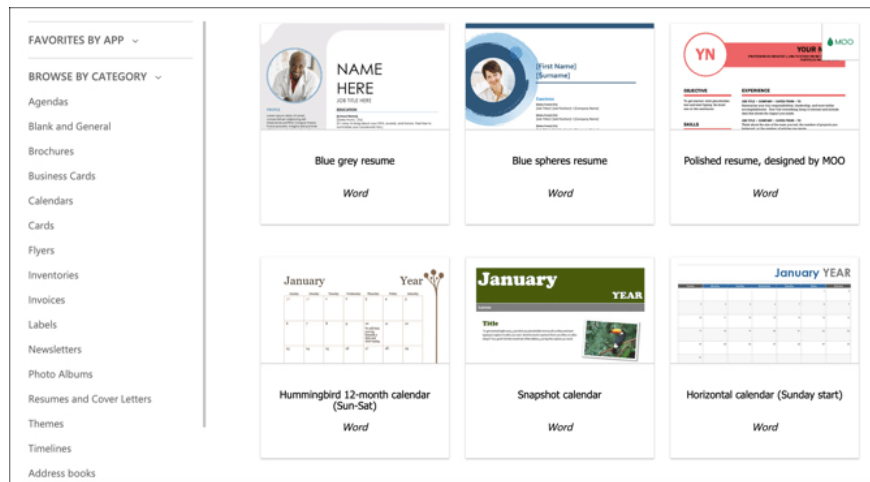 FAVORITES BY APP
BROWSE BY CATEGORY
Agendas
Blank and General
Brochures
Business Cards
Calendars
Cards
Flyers
Inventories
Invoices
Labels
Newsletters
Photo Albums
Resumes and Cover Letters
Themes
Timelines
Address books
NAME
HERE
JOB TITLE HERE
Blue grey resume
Word
[First Name]
[Surname]
Blue spheres resume
Word
YN
YOUR
MOO
OBJECTIVE
EXPERIENCE
SKILLS
Polished resume, designed by MOO
Word
January
Year
Hummingbird 12-month calendar
(Sun-Sat)
Word
January
YEAR
Title
Snapshot calendar
Word
January YEAR
Horizontal calendar (Sunday start)
Word